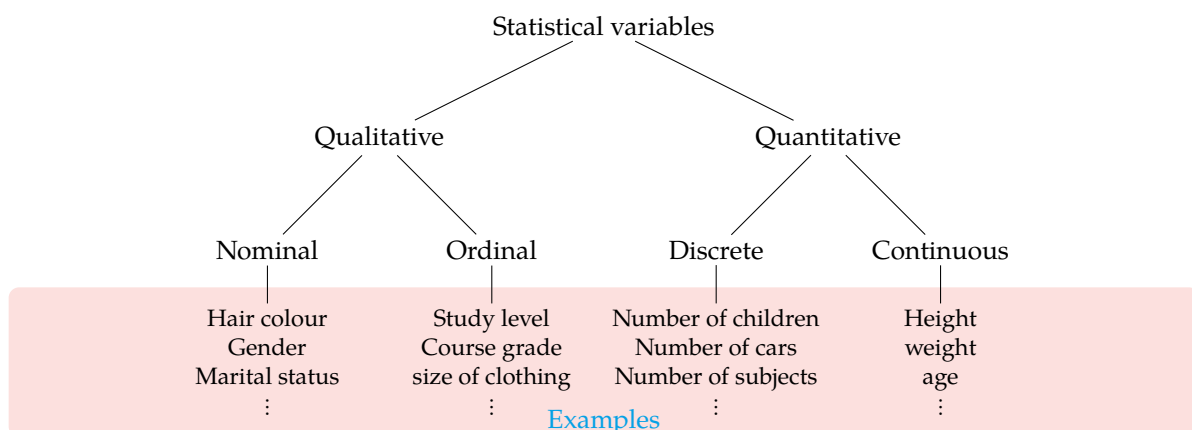 Statistical variables
Qualitative Quantitative
Nominal Ordinal Discrete Continuous
Hair colour Study level Number of children Height
Gender Course grade Number of cars weight
Marital status size of clothing Number of subjects age
⋮ ⋮ ⋮ ⋮
Examples